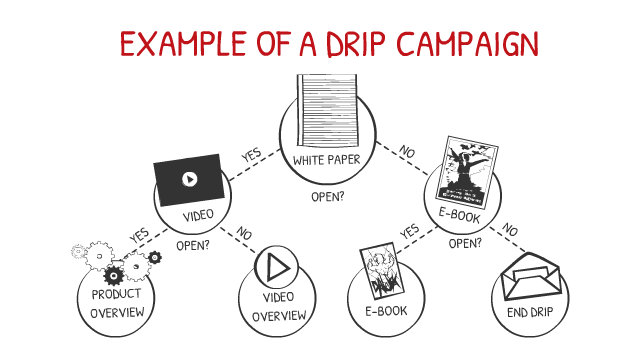 EXAMPLE OF A DRIP CAMPAIGN
YES
NO
WHITE PAPER
OPEN?
VIDEO
E-BOOK
OPEN?
OPEN?
YES
NO
YES
NO
PRODUCT
OVERVIEW
VIDEO
OVERVIEW
E-BOOK
END DRIP